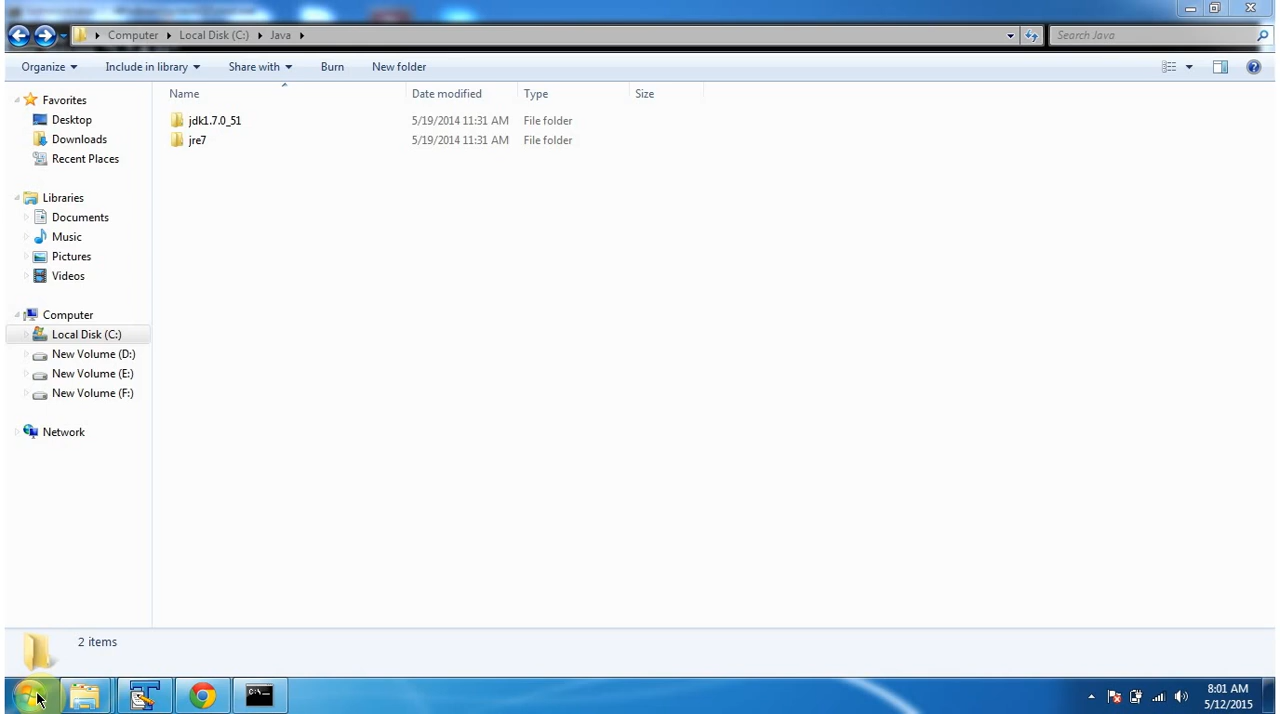 Computer Local Disk (C:) Java Search Java
Organize Include in library Share with Burn New folder
Name Date modified Type Size
jdk1.7.0_51 5/19/2014 11:31 AM File folder
jre7 5/19/2014 11:31 AM File folder
Favorites
Desktop
Downloads
Recent Places
Libraries
Documents
Music
Pictures
Videos
Computer
Local Disk (C:)
New Volume (D:)
New Volume (E:)
New Volume (F:)
Network
2 items
C:\
8:01 AM
5/12/2015